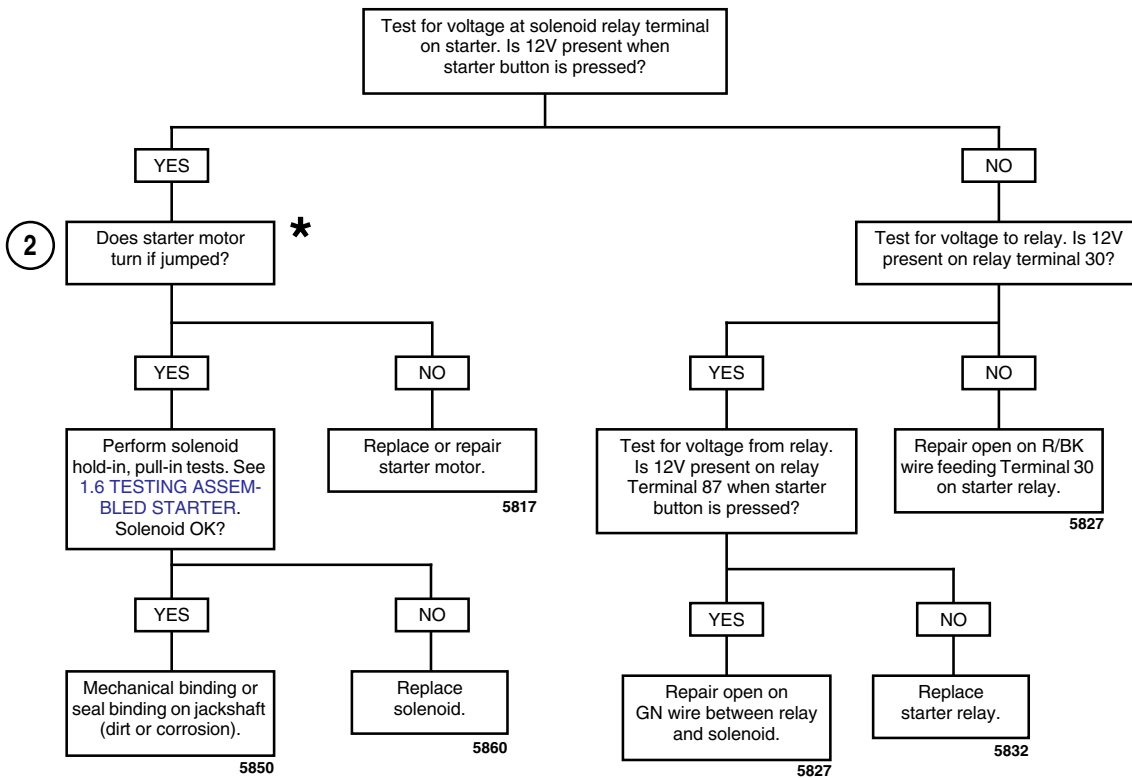 Test for voltage at solenoid relay terminal
on starter. Is 12V present when
starter button is pressed?
YES
NO
2
Does starter motor
turn if jumped?
*
Test for voltage to relay. Is 12V
present on relay terminal 30?
YES
NO
YES
NO
Perform solenoid
hold-in, pull-in tests. See
1.6 TESTING ASSEM-
BLED STARTER.
Solenoid OK?
Replace or repair
starter motor.
5817
Test for voltage from relay.
Is 12V present on relay
Terminal 87 when starter
button is pressed?
Repair open on R/BK
wire feeding Terminal 30
on starter relay.
5827
YES
NO
YES
NO
Mechanical binding or
seal binding on jackshaft
(dirt or corrosion).
5850
Replace
solenoid.
5860
Repair open on
GN wire between relay
and solenoid.
5827
Replace
starter relay.
5832